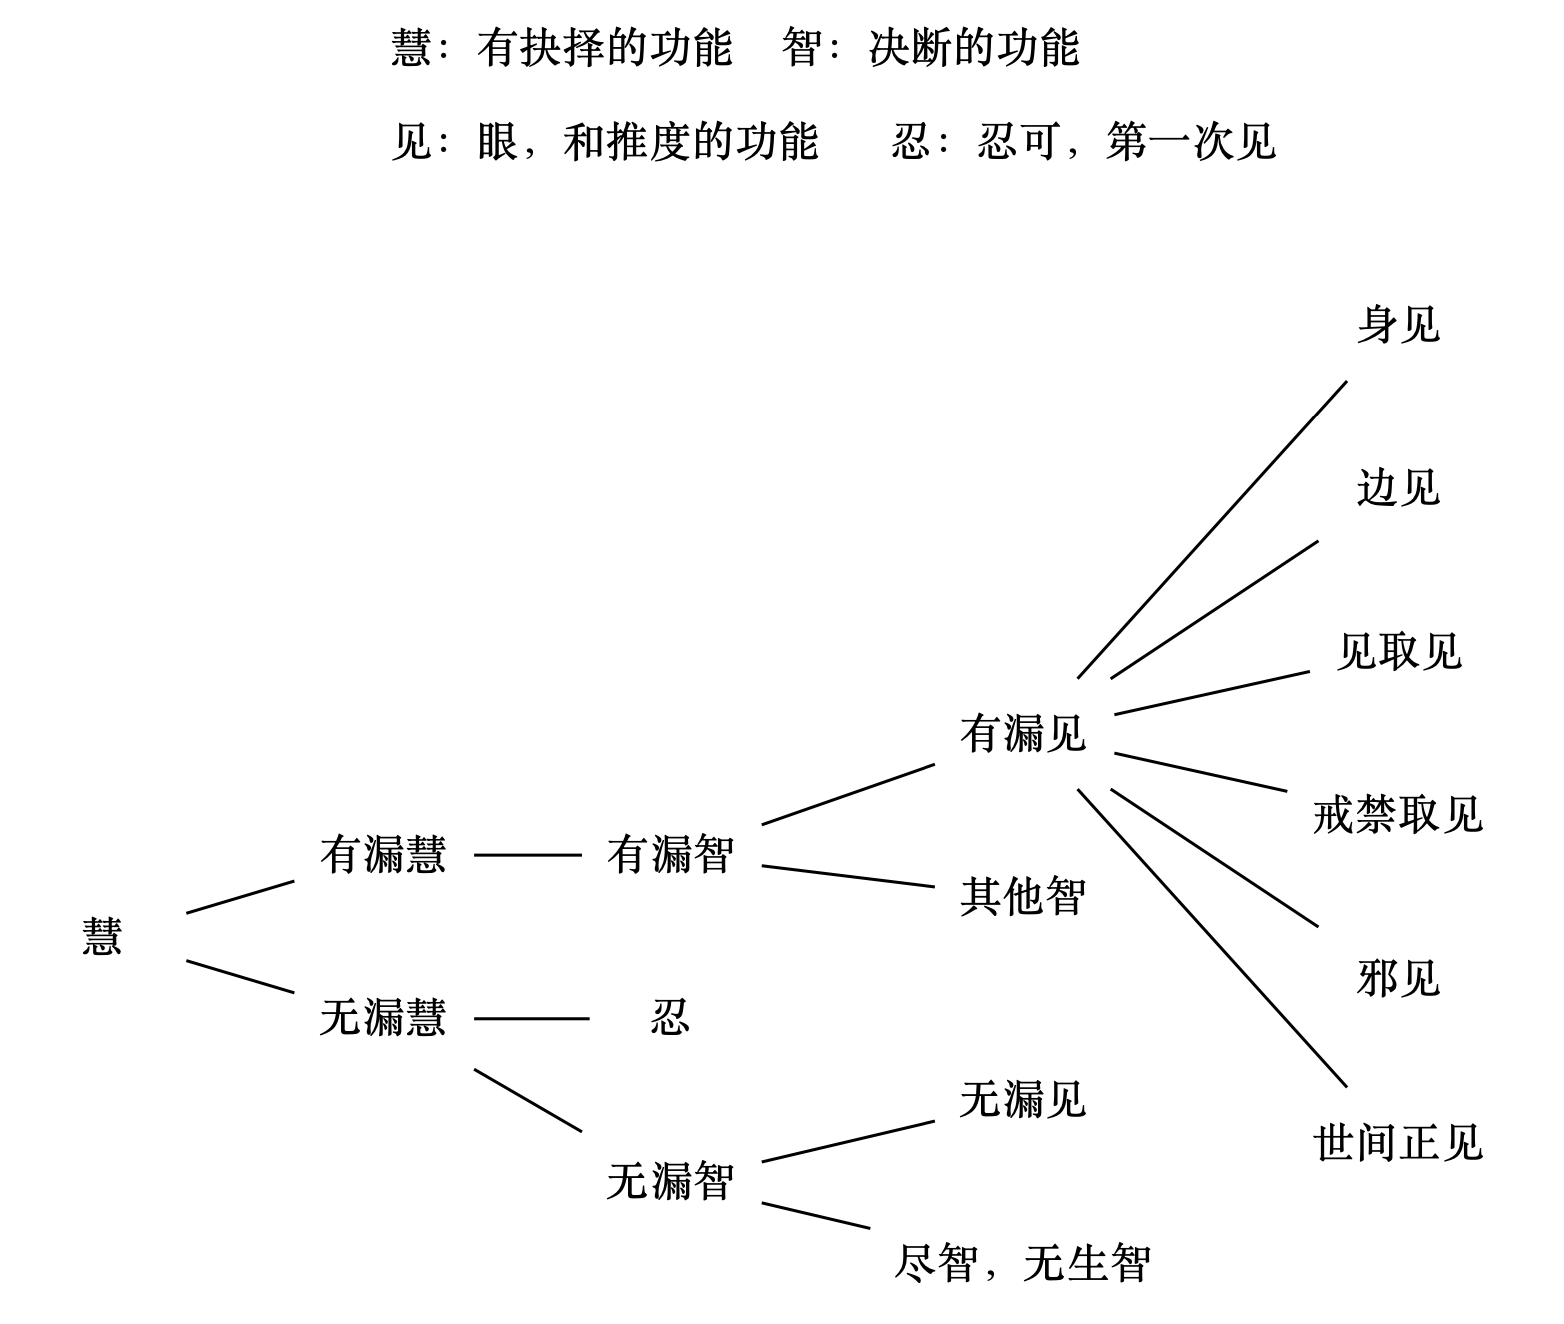 慧：有抉择的功能 智：决断的功能
见：眼，和推度的功能 忍：忍可，第一次见
身见
边见
见取见
有漏见
戒禁取见
有漏慧 有漏智
其他智
慧
邪见
无漏慧 忍
无漏见
世间正见
无漏智
尽智，无生智